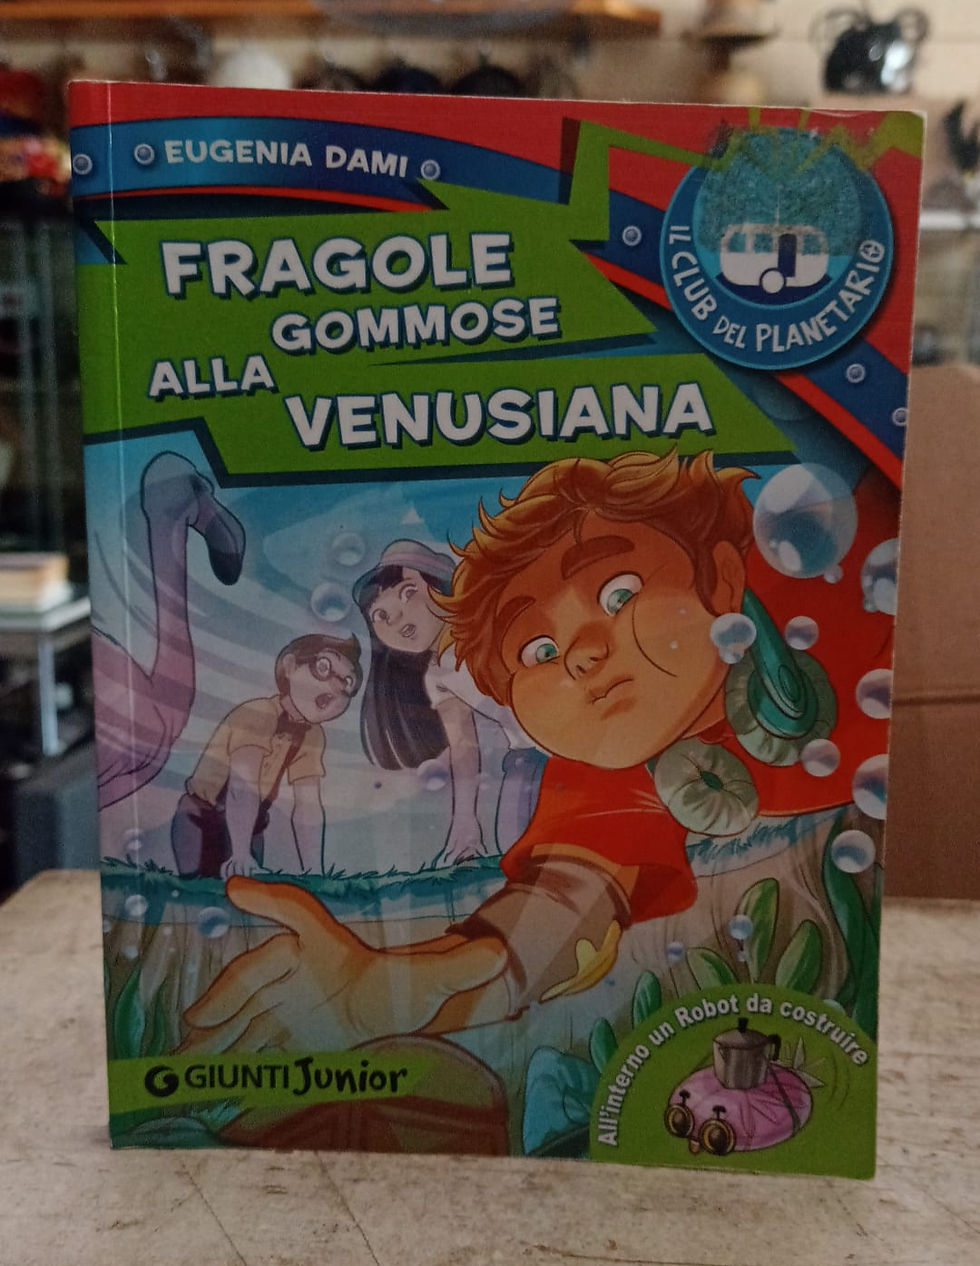 EUGENIA DAMI
FRAGOLE
GOMMOSE
ALLA
VENUSIANA
IL CLUB DEL PLANETARIO
GIUNTI Junior
All'interno un Robot da costruire